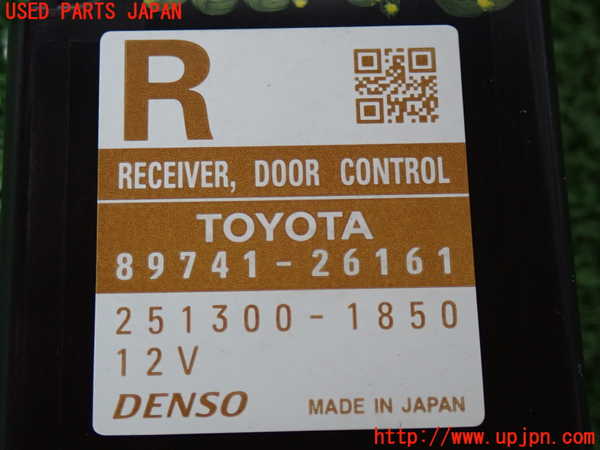 USED PARTS JAPAN
R
RECEIVER, DOOR CONTROL
TOYOTA
89741-26161
251300-1850
12V
DENSO MADE IN JAPAN
http://www.upjpn.com